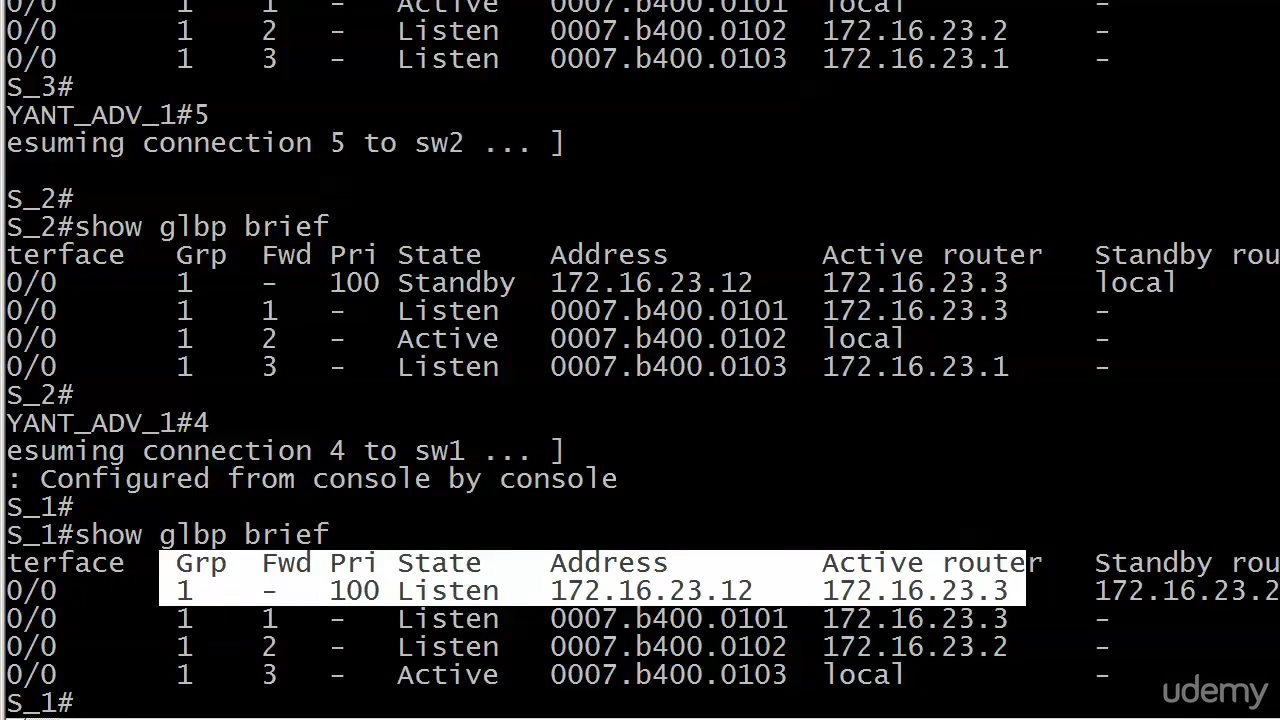 0/0 1 1 - Active 0007.b400.0101 local -
0/0 1 2 - Listen 0007.b400.0102 172.16.23.2 -
0/0 1 3 - Listen 0007.b400.0103 172.16.23.1 -
S_3#
YANT_ADV_1#5
esuming connection 5 to sw2 ... ]
S_2#
S_2#show glbp brief
terface Grp Fwd Pri State Address Active router Standby rou
0/0 1 - 100 Standby 172.16.23.12 172.16.23.3 local
0/0 1 1 - Listen 0007.b400.0101 172.16.23.3 -
0/0 1 2 - Active 0007.b400.0102 local -
0/0 1 3 - Listen 0007.b400.0103 172.16.23.1 -
S_2#
YANT_ADV_1#4
esuming connection 4 to sw1 ... ]
: Configured from console by console
S_1#
S_1#show glbp brief
terface Grp Fwd Pri State Address Active router Standby rou
0/0 1 - 100 Listen 172.16.23.12 172.16.23.3 172.16.23.2
0/0 1 1 - Listen 0007.b400.0101 172.16.23.3 -
0/0 1 2 - Listen 0007.b400.0102 172.16.23.2 -
0/0 1 3 - Active 0007.b400.0103 local -
S_1#
udemy